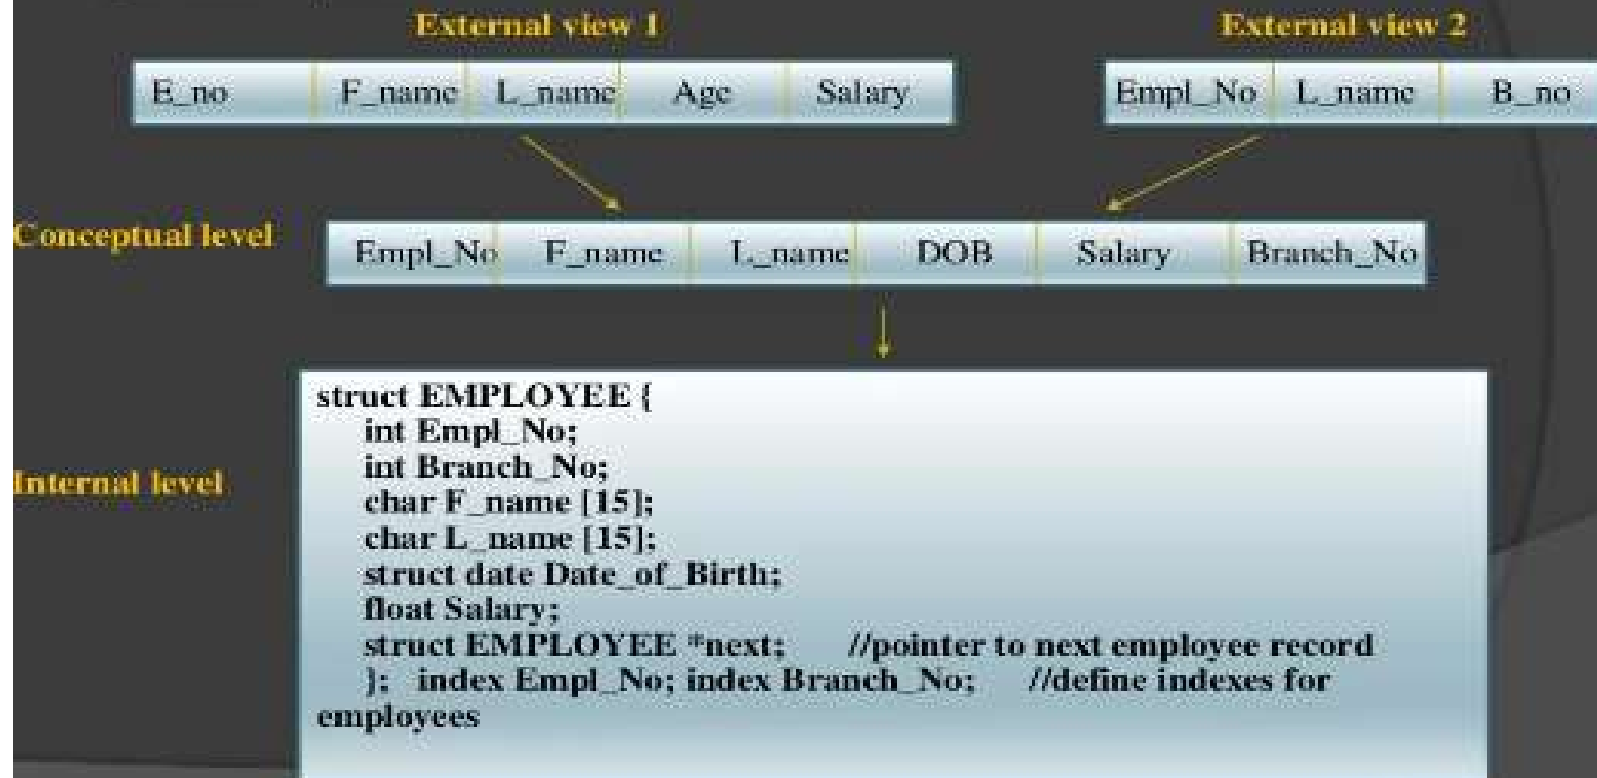 External view 1
External view 2
E_no F_name L_name Age Salary
Empl_No L_name B_no
Conceptual level
Empl_No F_name L_name DOB Salary Branch_No
Internal level
struct EMPLOYEE {
int Empl_No;
int Branch_No;
char F_name [15];
char L_name [15];
struct date Date_of_Birth;
float Salary;
struct EMPLOYEE *next; //pointer to next employee record
}; index Empl_No; index Branch_No; //define indexes for
employees